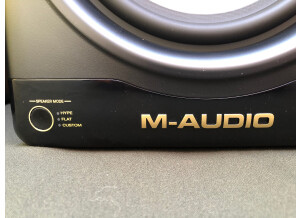 SPEAKER MODE
HYPE
FLAT
CUSTOM
M-AUDIO